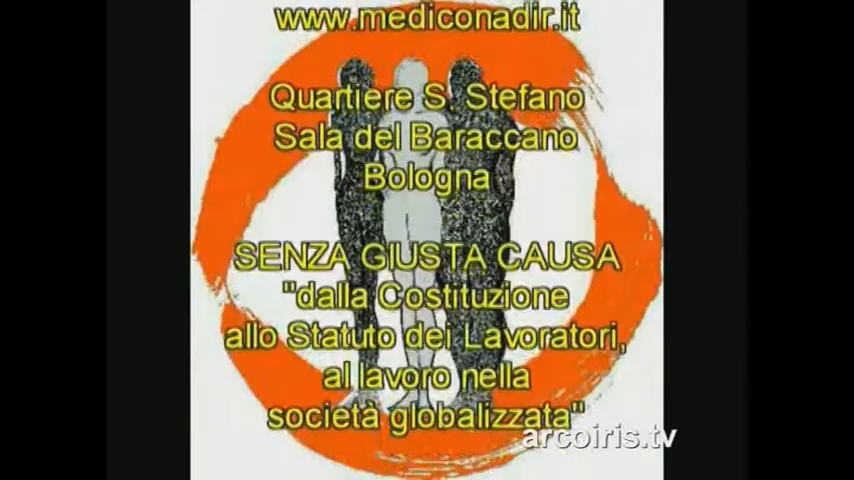 www.mediconadir.it
Quartiere S. Stefano
Sala del Baraccano
Bologna
SENZA GIUSTA CAUSA
"dalla Costituzione
allo Statuto dei Lavoratori,
al lavoro nella
società globalizzata"
arcoiris.tv